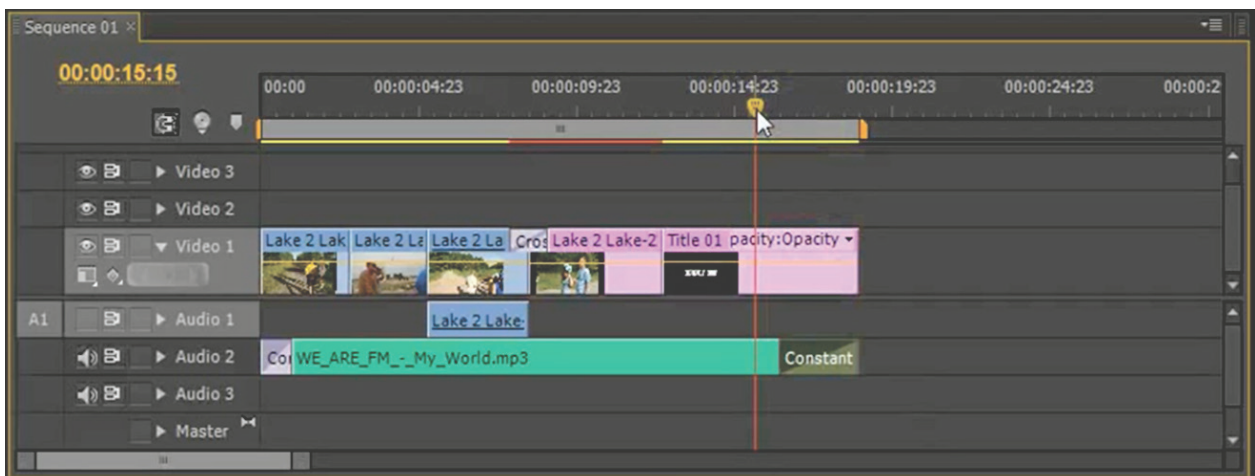 Sequence 01 ×
00:00:15:15
00:00 00:00:04:23 00:00:09:23 00:00:14:23 00:00:19:23 00:00:24:23 00:00:2
Video 3
Video 2
Video 1 Lake 2 Lak Lake 2 La Lake 2 La Cros Lake 2 Lake-2 Title 01 pacity:Opacity
A1 Audio 1 Lake 2 Lake-
Audio 2 Co WE_ARE_FM_-_My_World.mp3 Constant
Audio 3
Master